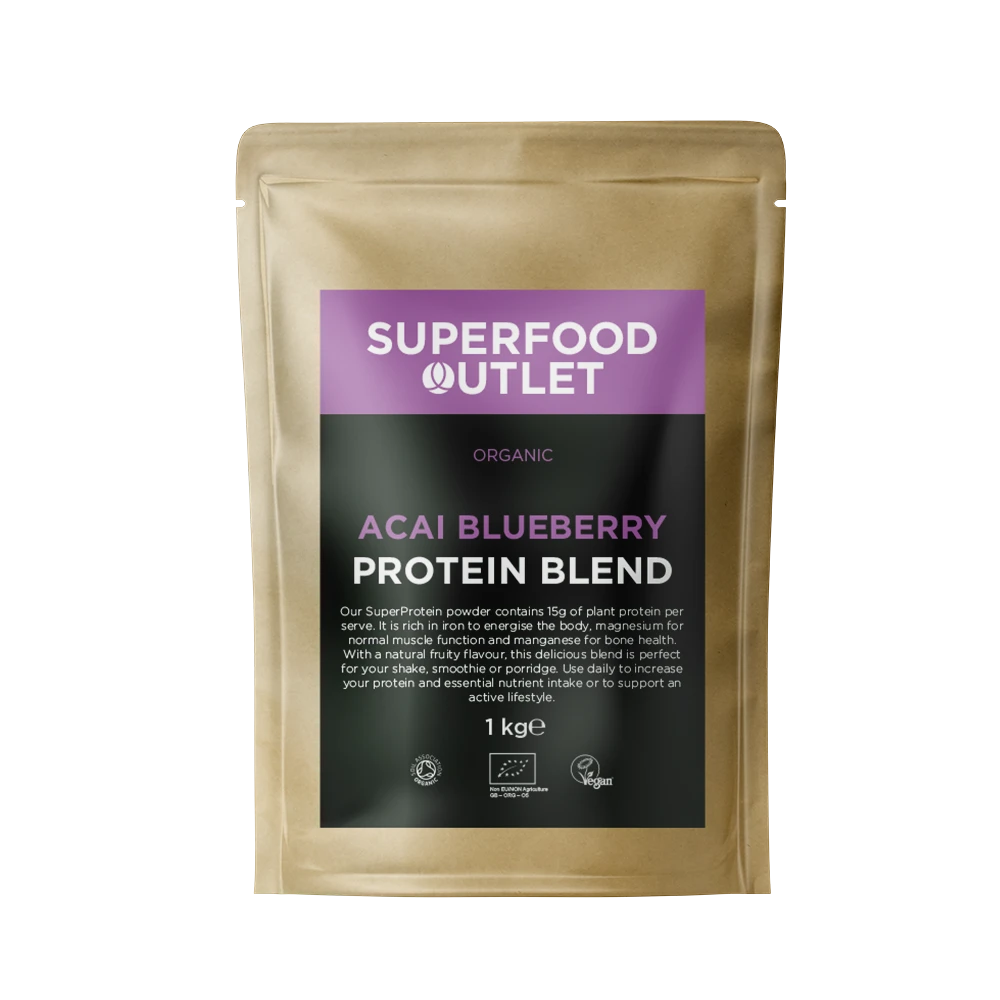 SUPERFOOD
OUTLET
ORGANIC
ACAI BLUEBERRY
PROTEIN BLEND
Our SuperProtein powder contains 15g of plant protein per
serve. It is rich in iron to energise the body, magnesium for
normal muscle function and manganese for bone health.
With a natural fruity flavour, this delicious blend is perfect
for your shake, smoothie or porridge. Use daily to increase
your protein and essential nutrient intake or to support an
active lifestyle.
1 kg℮
SOIL ASSOCIATION
ORGANIC
Non EU/NON Agriculture
GB – ORG – 05
Vegan